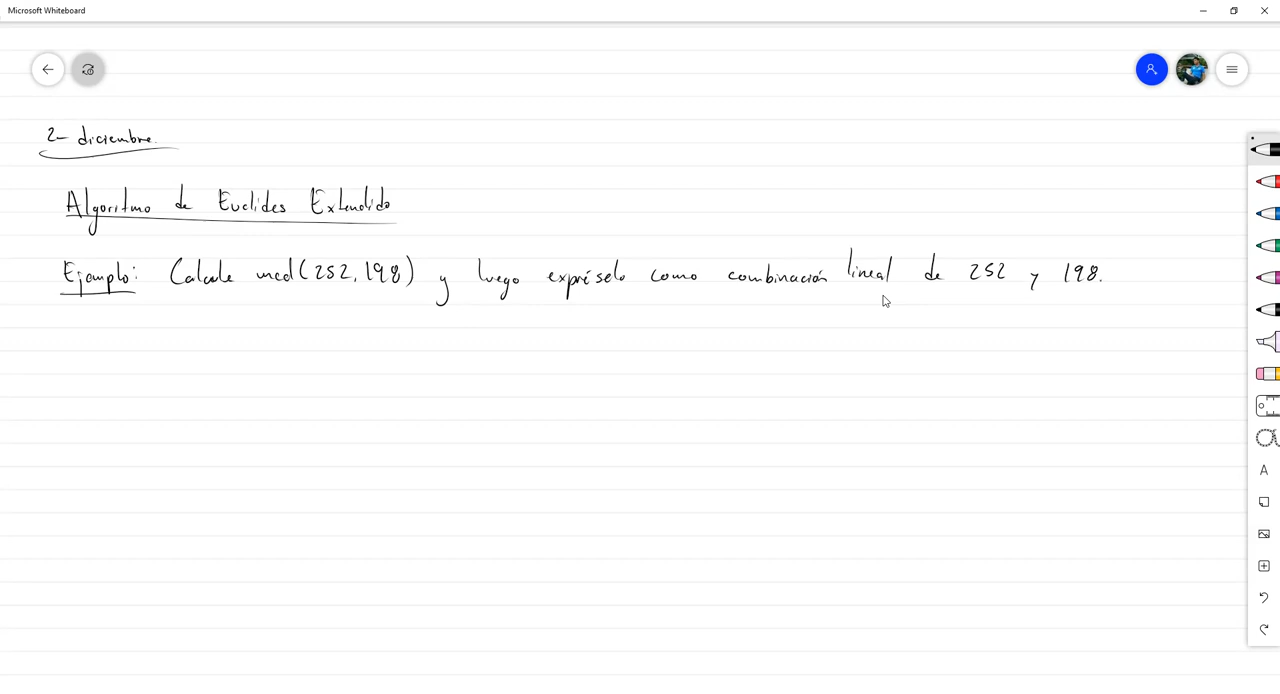 Microsoft Whiteboard
2- diciembre.
Algoritmo de Euclides Extendido
Ejemplo: Calcule mcd(252,198) y luego expréselo como combinación lineal de 252 y 198.
A